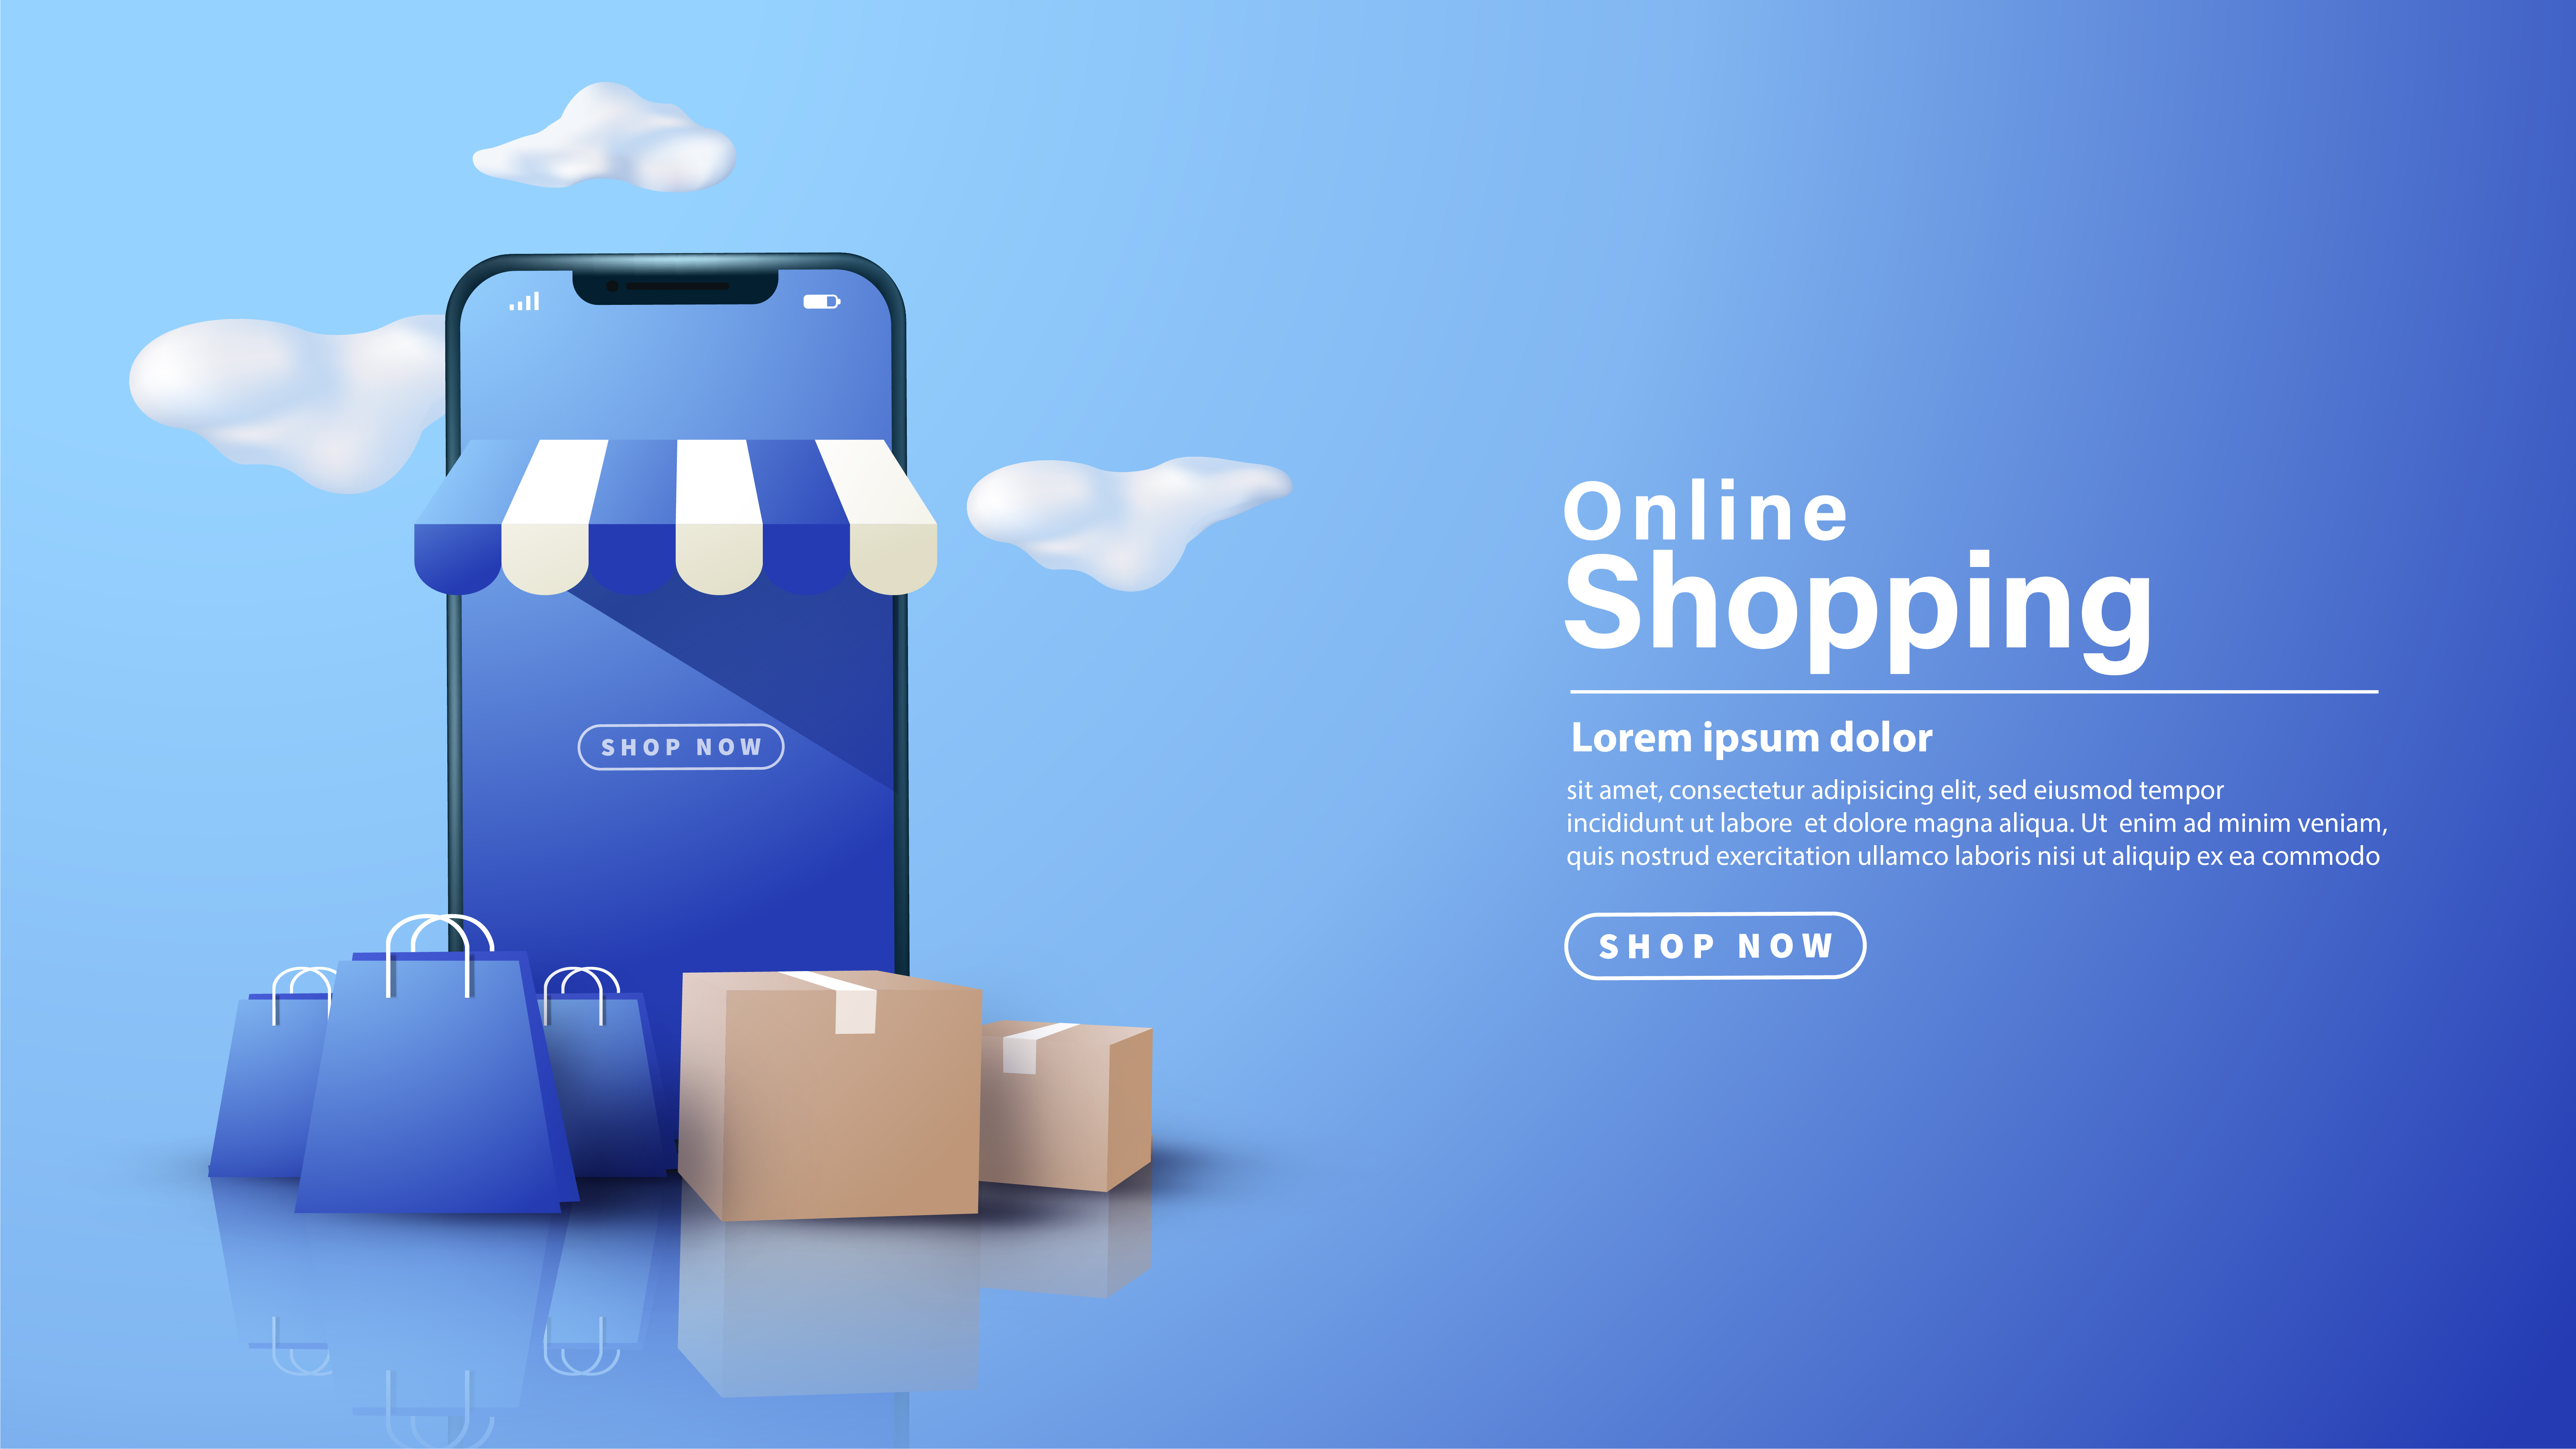 SHOP NOW
Online
Shopping
Lorem ipsum dolor
sit amet, consectetur adipisicing elit, sed eiusmod tempor
incididunt ut labore  et dolore magna aliqua. Ut  enim ad minim veniam,
quis nostrud exercitation ullamco laboris nisi ut aliquip ex ea commodo
SHOP NOW